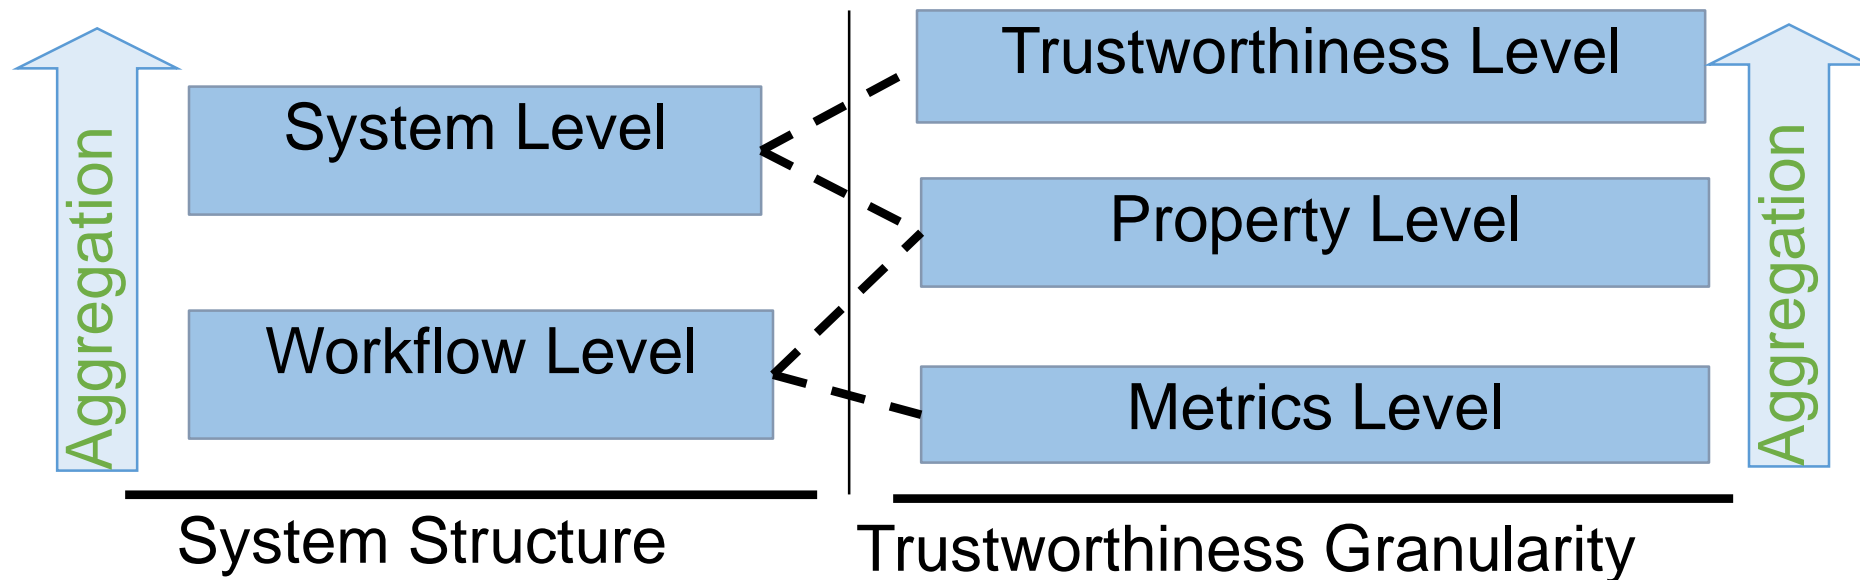 Aggregation
System Level
Workflow Level
System Structure
Trustworthiness Level
Property Level
Metrics Level
Trustworthiness Granularity
Aggregation